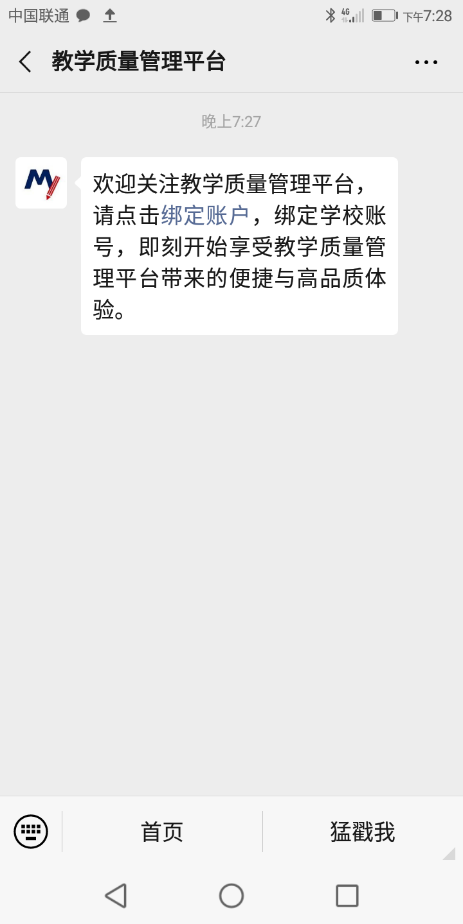 中国联通 4G 下午7:28
教学质量管理平台
晚上7:27
欢迎关注教学质量管理平台，
请点击绑定账户，绑定学校账
号，即刻开始享受教学质量管
理平台带来的便捷与高品质体
验。
首页 猛戳我